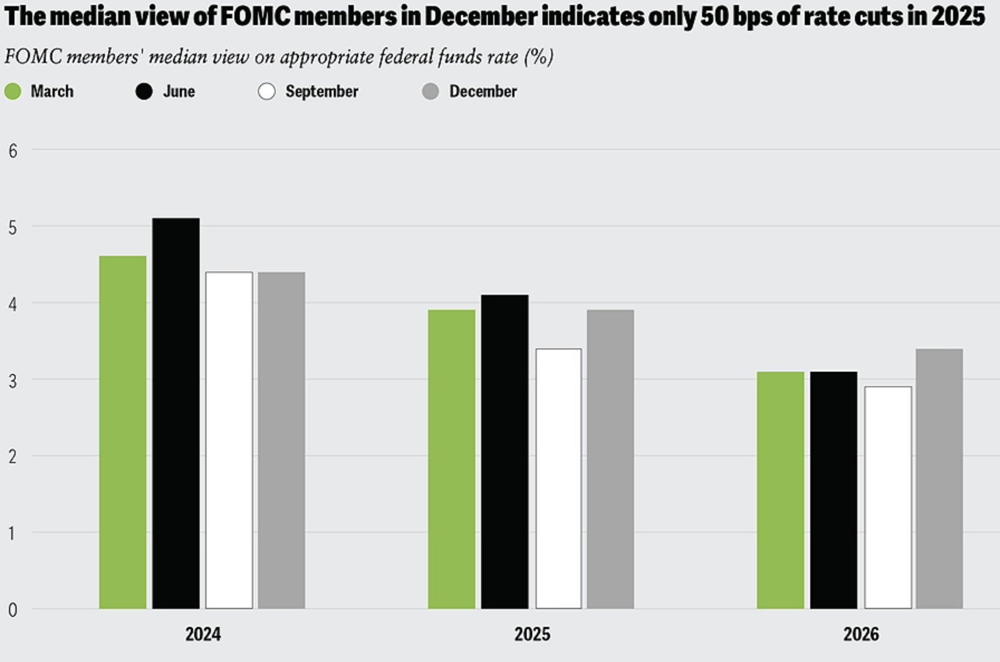 The median view of FOMC members in December indicates only 50 bps of rate cuts in 2025
FOMC members' median view on appropriate federal funds rate (%)
March June September December
6
5
4
3
2
1
0
2024 2025 2026